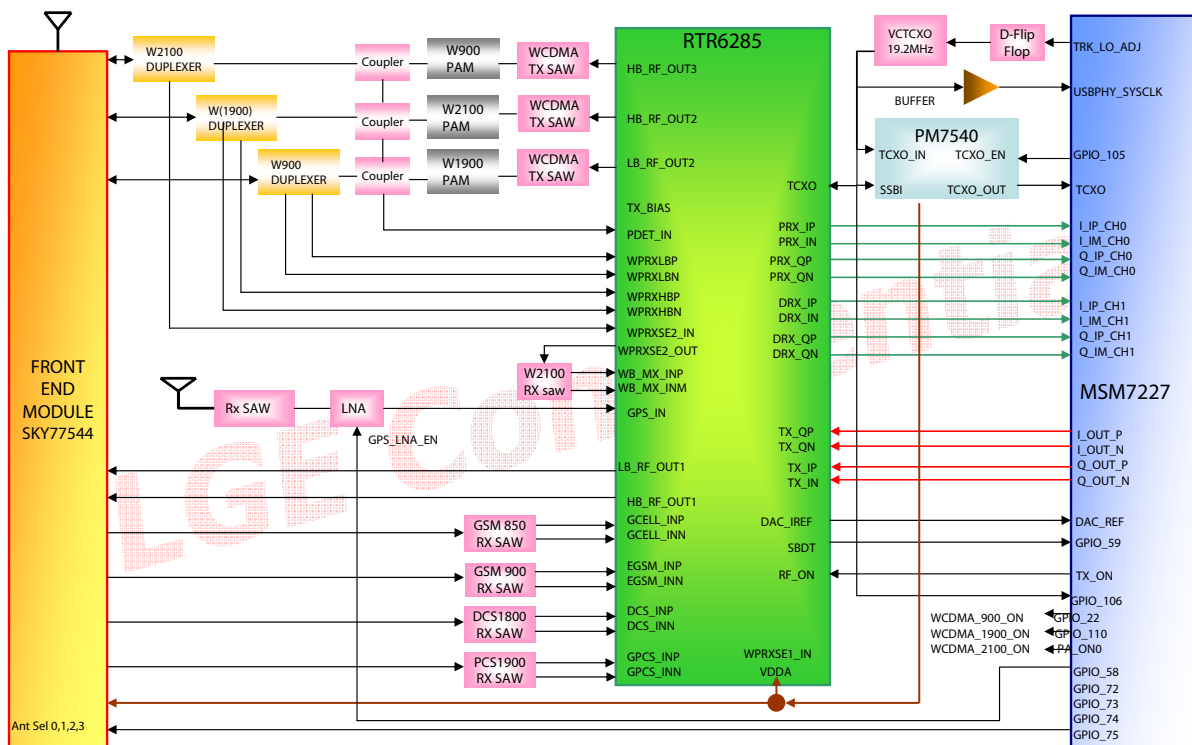 RTR6285
W2100
DUPLEXER
W(1900)
DUPLEXER
W900
DUPLEXER
Coupler
Coupler
Coupler
W900
PAM
W2100
PAM
W1900
PAM
WCDMA
TX SAW
WCDMA
TX SAW
WCDMA
TX SAW
HB_RF_OUT3
HB_RF_OUT2
LB_RF_OUT2
TX_BIAS
PDET_IN
WPRXLBP
WPRXLBN
WPRXHBP
WPRXHBN
WPRXSE2_IN
WPRXSE2_OUT
W2100
RX saw
WB_MX_INP
WB_MX_INM
GPS_IN
Rx SAW
LNA
GPS_LNA_EN
LB_RF_OUT1
HB_RF_OUT1
GCELL_INP
GCELL_INN
EGSM_INP
EGSM_INN
DCS_INP
DCS_INN
GPCS_INP
GPCS_INN
GSM 850
RX SAW
GSM 900
RX SAW
DCS1800
RX SAW
PCS1900
RX SAW
FRONT
END
MODULE
SKY77544
Ant Sel 0,1,2,3
TCXO
PRX_IP
PRX_IN
PRX_QP
PRX_QN
DRX_IP
DRX_IN
DRX_QP
DRX_QN
TX_QP
TX_QN
TX_IP
TX_IN
DAC_IREF
SBDT
RF_ON
WPRXSE1_IN
VDDA
VCTCXO
19.2MHz
D-Flip
Flop
BUFFER
PM7540
TCXO_IN
TCXO_EN
SSBI
TCXO_OUT
WCDMA_900_ON
WCDMA_1900_ON
WCDMA_2100_ON
TRK_LO_ADJ
USBPHY_SYSCLK
GPIO_105
TCXO
I_IP_CH0
I_IM_CH0
Q_IP_CH0
Q_IM_CH0
I_IP_CH1
I_IM_CH1
Q_IP_CH1
Q_IM_CH1
MSM7227
I_OUT_P
I_OUT_N
Q_OUT_P
Q_OUT_N
DAC_REF
GPIO_59
TX_ON
GPIO_106
GPIO_22
GPIO_110
PA_ON0
GPIO_58
GPIO_72
GPIO_73
GPIO_74
GPIO_75